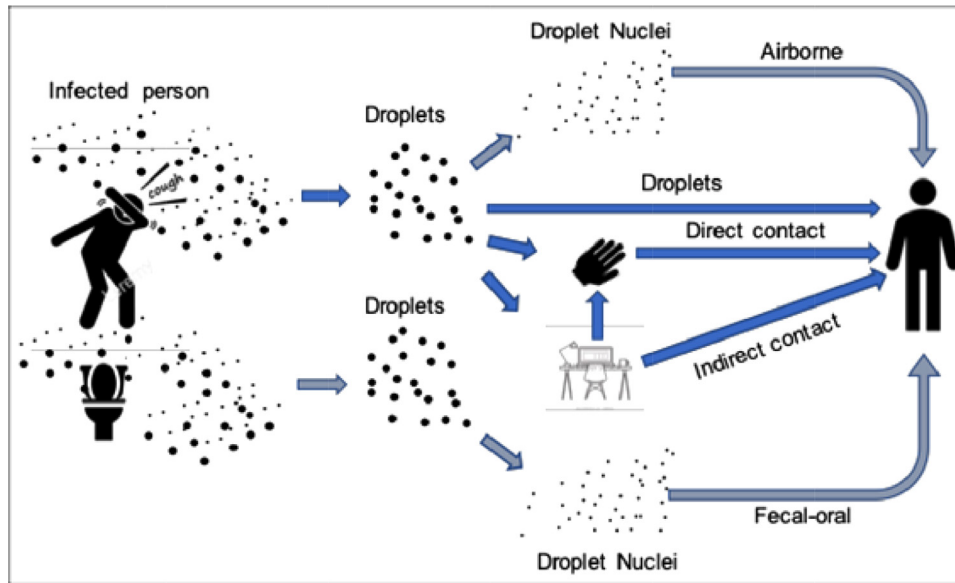 Droplet Nuclei
Airborne
Infected person
Droplets
cough
Droplets
Direct contact
Indirect contact
Droplets
Fecal-oral
Droplet Nuclei